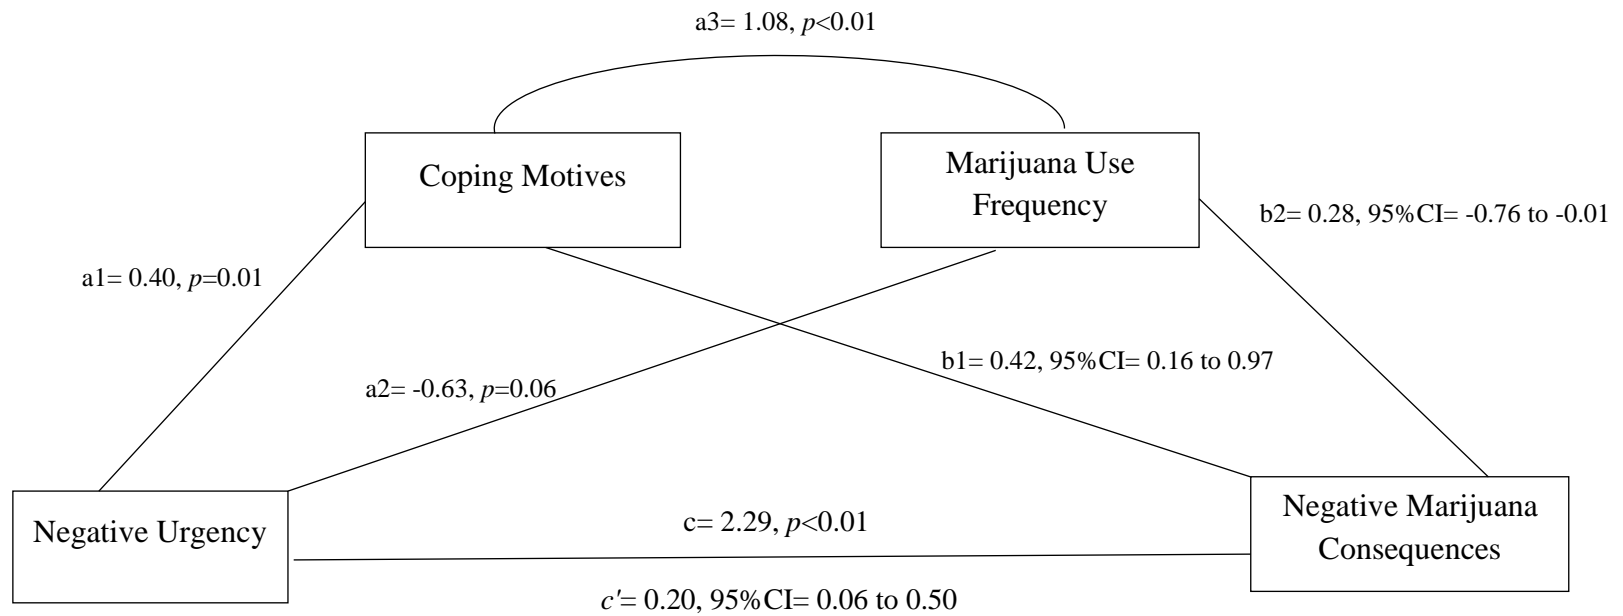 a3= 1.08, p<0.01
Coping Motives
Marijuana Use
Frequency
b2= 0.28, 95%CI= -0.76 to -0.01
a1= 0.40, p=0.01
b1= 0.42, 95%CI= 0.16 to 0.97
a2= -0.63, p=0.06
Negative Urgency
c= 2.29, p<0.01
Negative Marijuana
Consequences
c'= 0.20, 95%CI= 0.06 to 0.50